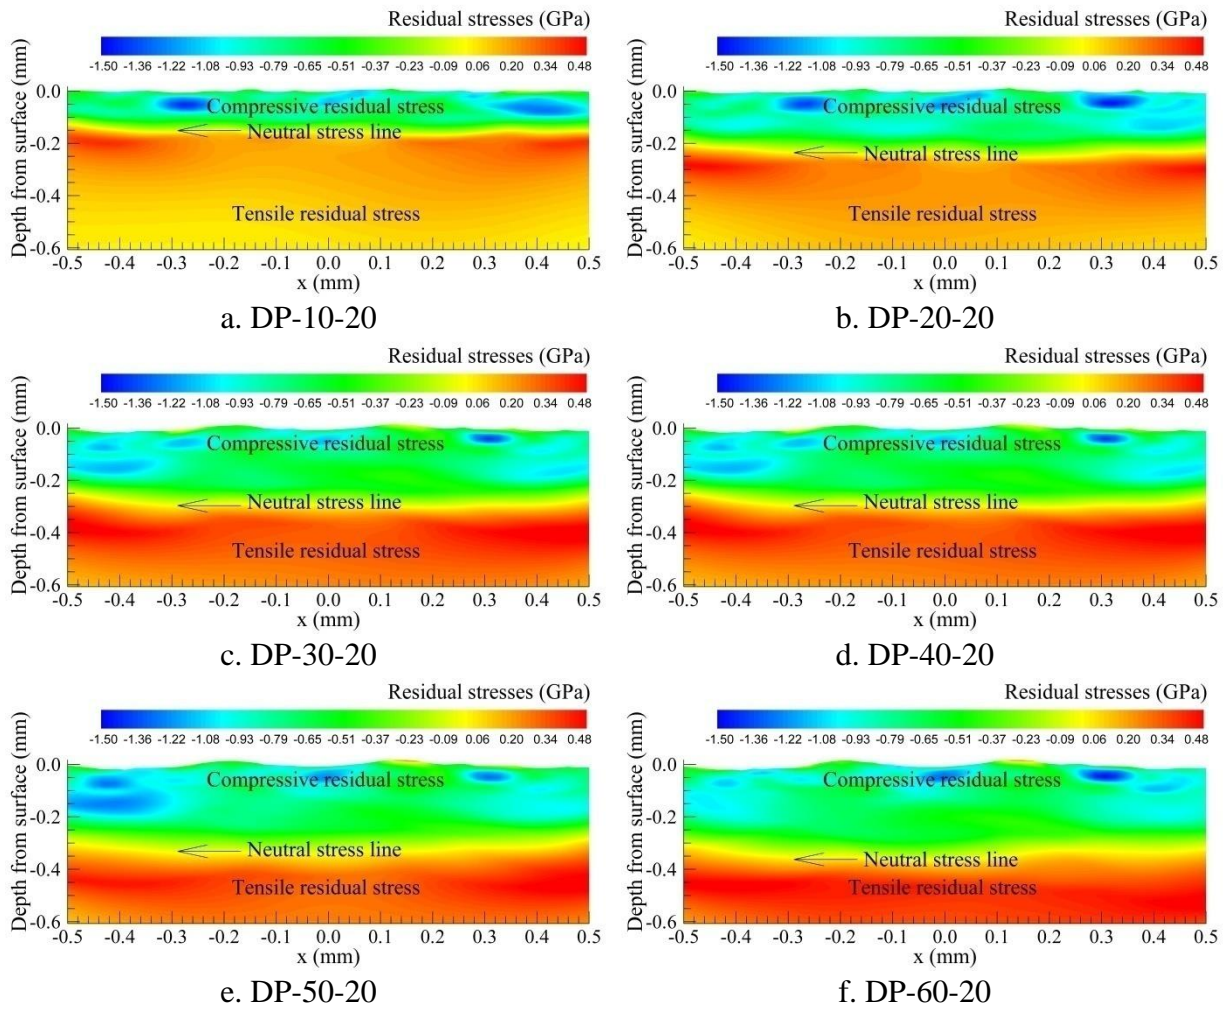 Residual stresses (GPa)
-1.50 -1.36 -1.22 -1.08 -0.93 -0.79 -0.65 -0.51 -0.37 -0.23 0.06 0.20 0.34 0.48
Depth from surface (mm)
0.0
-0.2
-0.4
-0.6
Compressive residual stress
Neutral stress line
Tensile residual stress
-0.5 -0.4 -0.3 -0.2 -0.1 0.0 0.1 0.2 0.3 0.4 0.5
x (mm)
a. DP-10-20
Residual stresses (GPa)
-1.50 -1.36 -1.22 -1.08 -0.93 -0.79 -0.65 -0.51 -0.37 -0.23 0.06 0.20 0.34 0.48
Depth from surface (mm)
0.0
-0.2
-0.4
-0.6
Compressive residual stress
Neutral stress line
Tensile residual stress
-0.5 -0.4 -0.3 -0.2 -0.1 0.0 0.1 0.2 0.3 0.4 0.5
x (mm)
b. DP-20-20
Residual stresses (GPa)
-1.50 -1.36 -1.22 -1.08 -0.93 -0.79 -0.65 -0.51 -0.37 -0.23 0.06 0.20 0.34 0.48
Depth from surface (mm)
0.0
-0.2
-0.4
-0.6
Compressive residual stress
Neutral stress line
Tensile residual stress
-0.5 -0.4 -0.3 -0.2 -0.1 0.0 0.1 0.2 0.3 0.4 0.5
x (mm)
c. DP-30-20
Residual stresses (GPa)
-1.50 -1.36 -1.22 -1.08 -0.93 -0.79 -0.65 -0.51 -0.37 -0.23 0.06 0.20 0.34 0.48
Depth from surface (mm)
0.0
-0.2
-0.4
-0.6
Compressive residual stress
Neutral stress line
Tensile residual stress
-0.5 -0.4 -0.3 -0.2 -0.1 0.0 0.1 0.2 0.3 0.4 0.5
x (mm)
d. DP-40-20
Residual stresses (GPa)
-1.50 -1.36 -1.22 -1.08 -0.93 -0.79 -0.65 -0.51 -0.37 -0.23 0.06 0.20 0.34 0.48
Depth from surface (mm)
0.0
-0.2
-0.4
-0.6
Compressive residual stress
Neutral stress line
Tensile residual stress
-0.5 -0.4 -0.3 -0.2 -0.1 0.0 0.1 0.2 0.3 0.4 0.5
x (mm)
e. DP-50-20
Residual stresses (GPa)
-1.50 -1.36 -1.22 -1.08 -0.93 -0.79 -0.65 -0.51 -0.37 -0.23 0.06 0.20 0.34 0.48
Depth from surface (mm)
0.0
-0.2
-0.4
-0.6
Compressive residual stress
Neutral stress line
Tensile residual stress
-0.5 -0.4 -0.3 -0.2 -0.1 0.0 0.1 0.2 0.3 0.4 0.5
x (mm)
f. DP-60-20